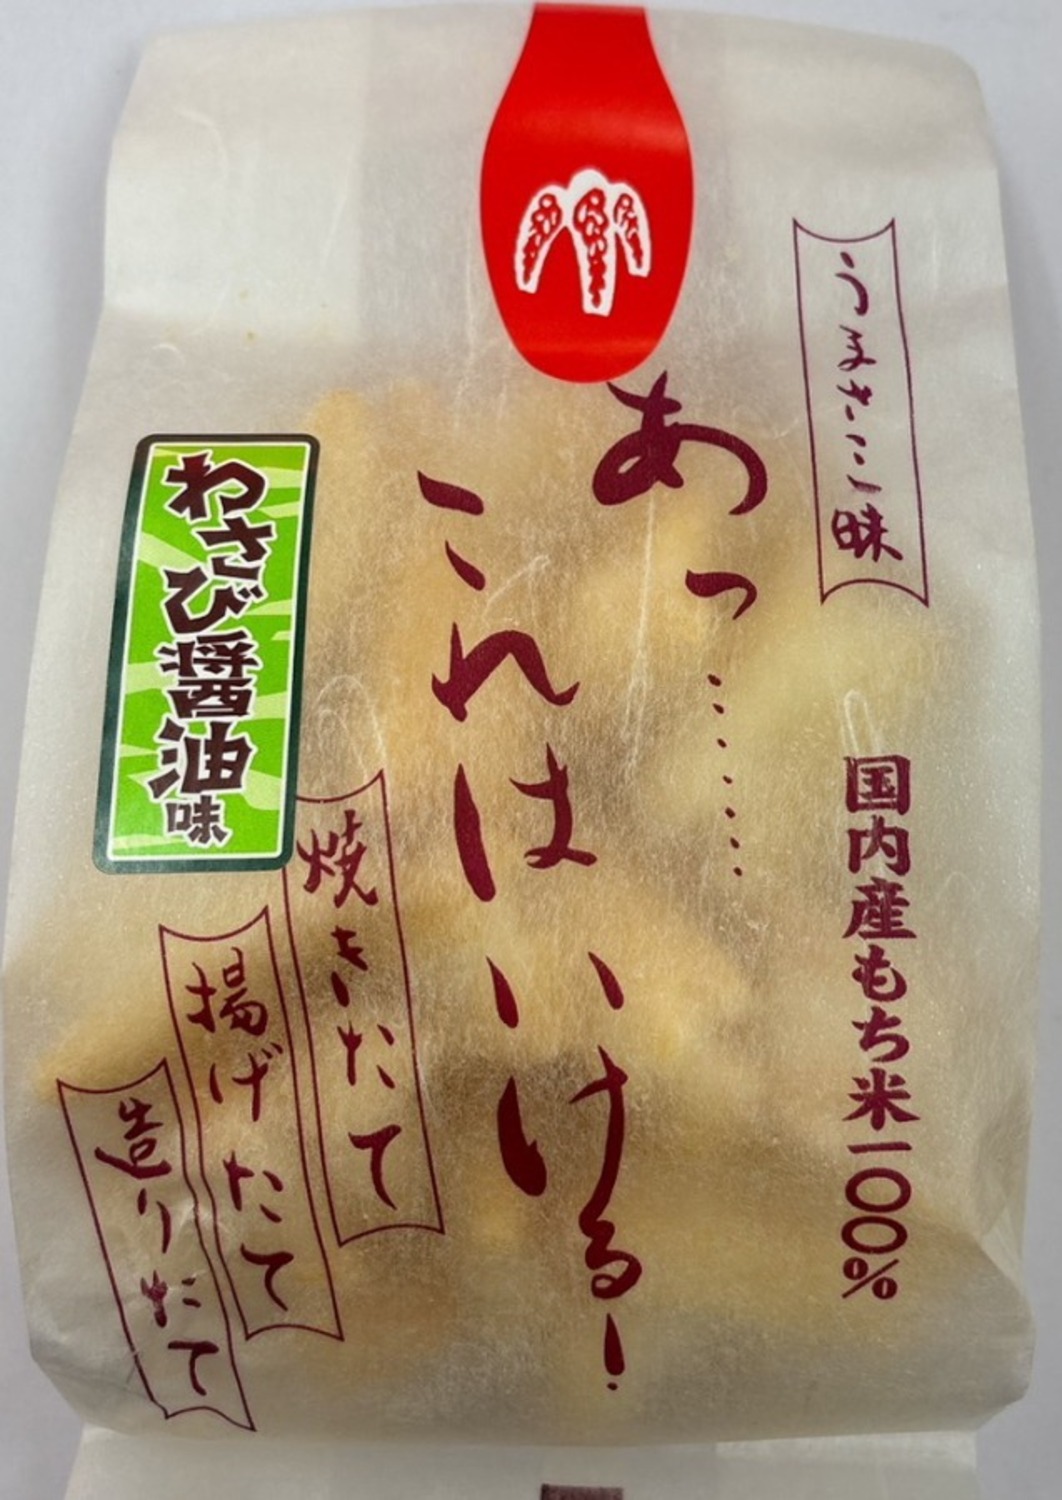 うまさこの味
国内産もち米一〇〇%
あっ……
これは
いける！
焼きたて
揚げたて
造りたて
わさび醤油味